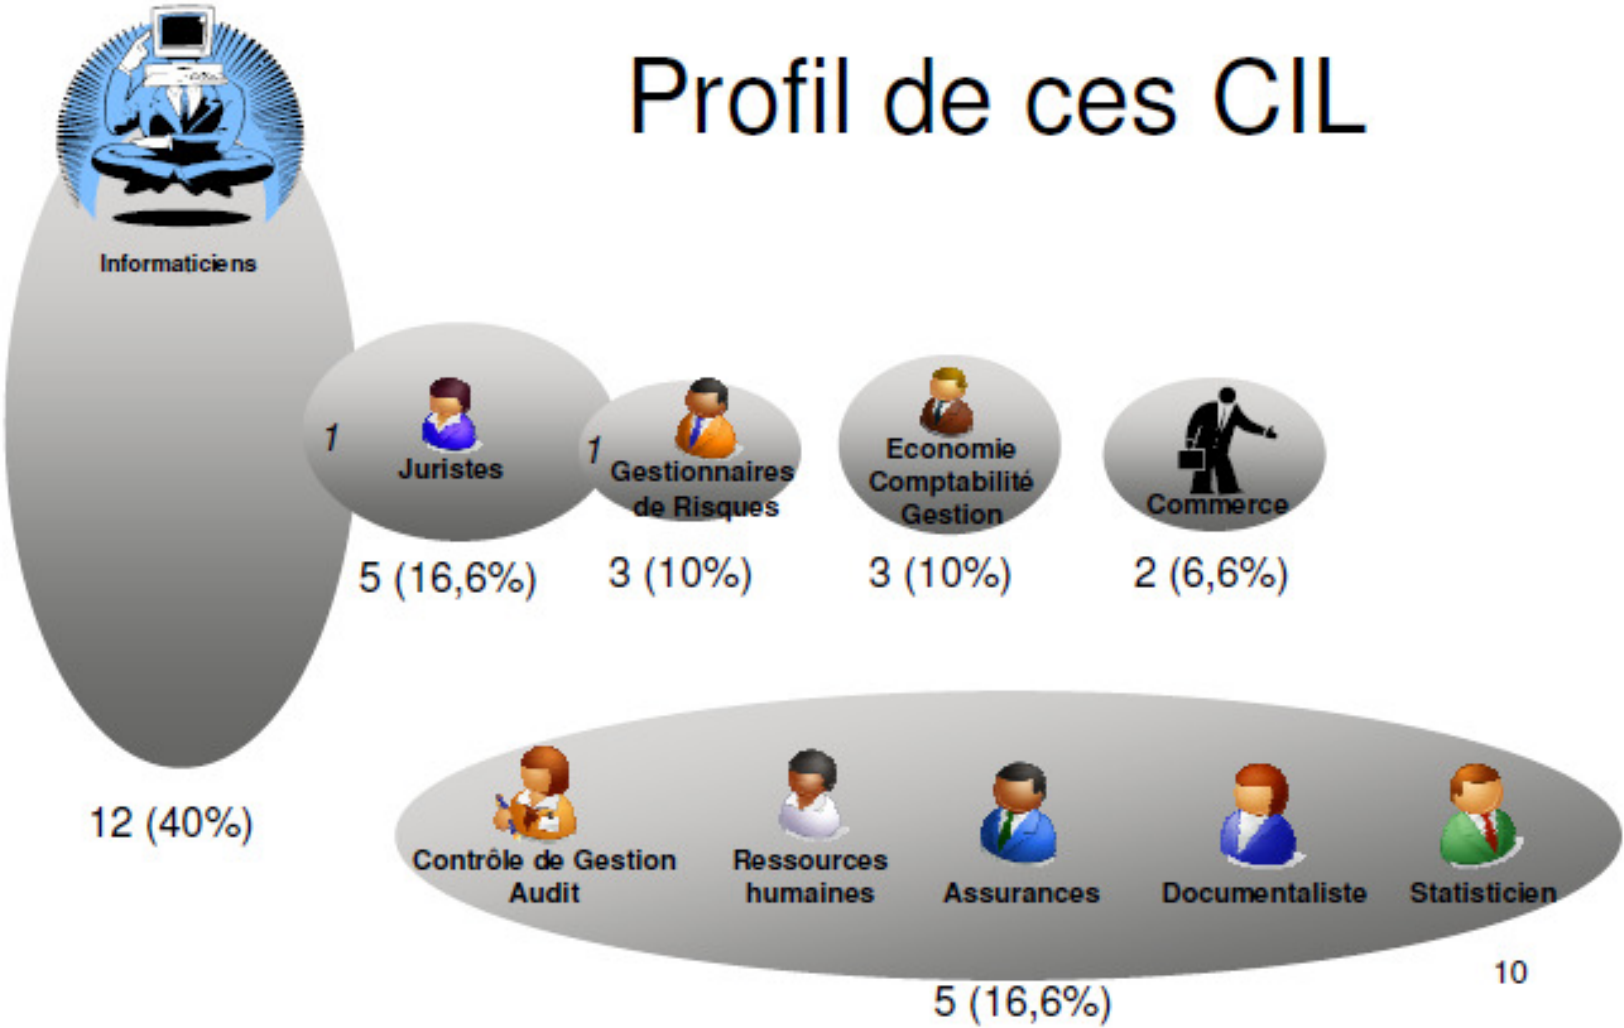 Profil de ces CIL
Informaticiens
1
Juristes
1
Gestionnaires
de Risques
Economie
Comptabilité
Gestion
Commerce
5 (16,6%)
3 (10%)
3 (10%)
2 (6,6%)
12 (40%)
Contrôle de Gestion
Audit
Ressources
humaines
Assurances
Documentaliste
Statisticien
10
5 (16,6%)